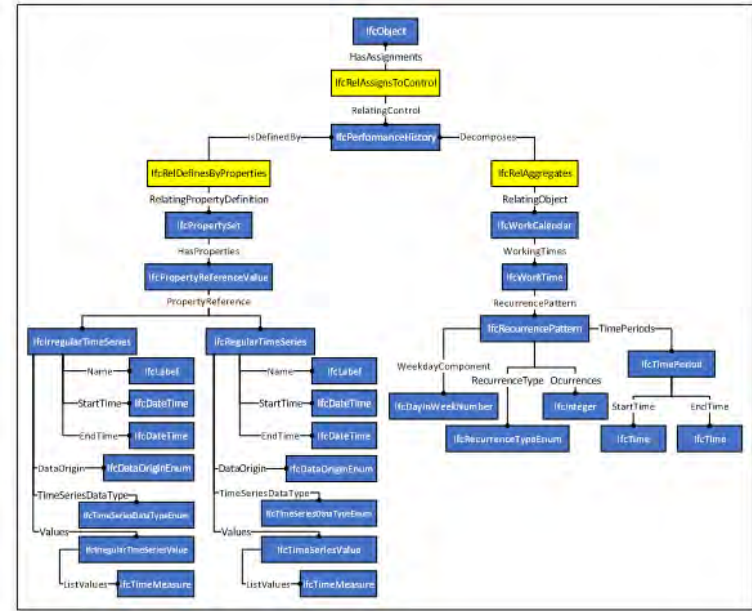 IfcObject
HasAssignments
IfcRelAssignsToControl
RelatingControl
IsDefinedBy
IfcPerformanceHistory
Decomposes
IfcRelDefinesByProperties
IfcRelAggregates
RelatingPropertyDefinition
RelatingObject
IfcPropertySet
IfcWorkCalendar
HasProperties
WorkingTimes
IfcPropertyReferenceValue
IfcWorkTime
PropertyReference
RecurrencePattern
IfcIrregularTimeSeries
IfcRegularTimeSeries
IfcRecurrencePattern
TimePeriods
IfcTimePeriod
Name
IfcLabel
Name
IfcLabel
WeekdayComponent
RecurrenceType
Ocurrences
StartTime
IfcDateTime
StartTime
IfcDateTime
IfcDayInWeekNumber
IfcInteger
StartTime
EndTime
EndTime
IfcDateTime
EndTime
IfcDateTime
IfcRecurrenceTypeEnum
IfcTime
IfcTime
DataOrigin
IfcDataOriginEnum
DataOrigin
IfcDataOriginEnum
TimeSeriesDataType
TimeSeriesDataType
IfcTimeSeriesDataTypeEnum
IfcTimeSeriesDataTypeEnum
Values
Values
IfcIrregularTimeSeriesValue
IfcTimeSeriesValue
ListValues
IfcTimeMeasure
ListValues
IfcTimeMeasure